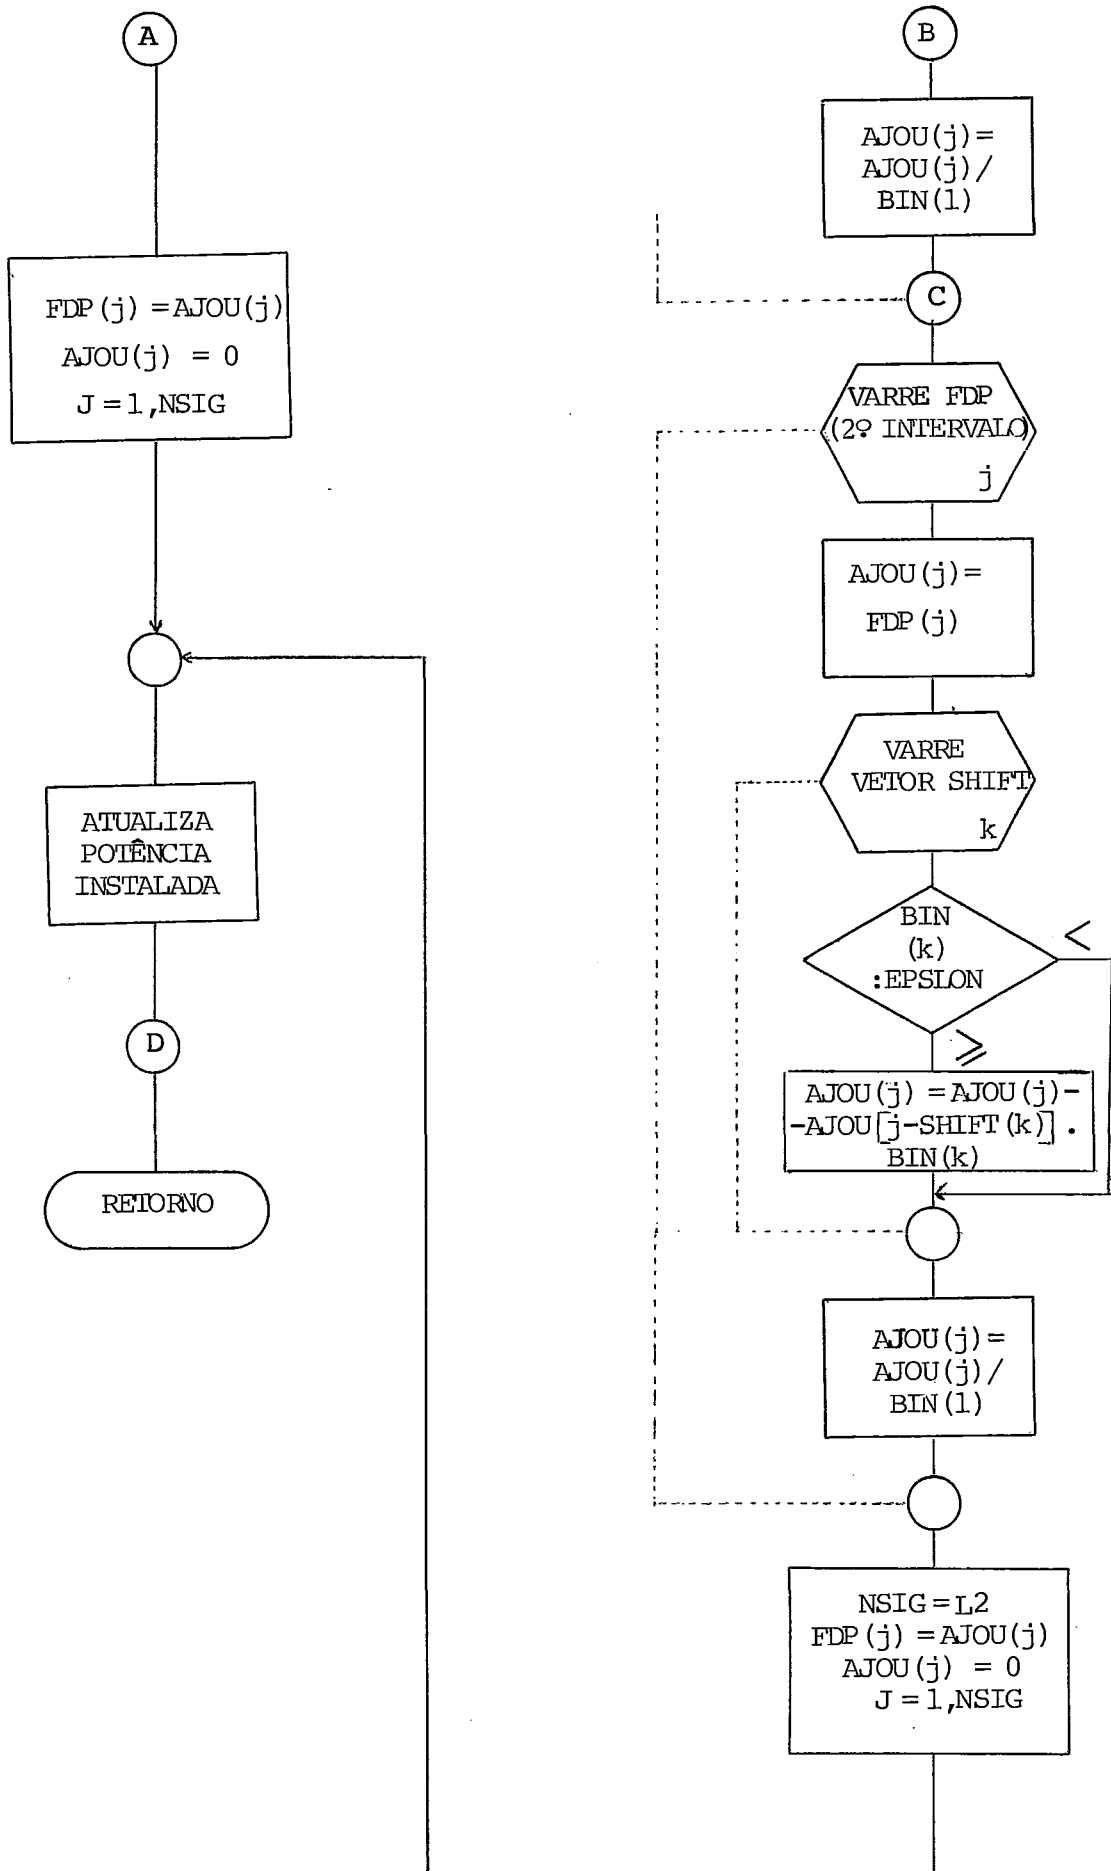 A
FDP(j) =AJOU(j)
AJOU(j) = 0
J =1,NSIG
ATUALIZA
POTÊNCIA
INSTALADA
D
RETORNO
B
AJOU(j)=
AJOU(j)/
BIN(1)
C
VARRE FDP
(2º INTERVALO)
j
AJOU(j)=
FDP(j)
VARRE
VETOR SHIFT
k
BIN
(k)
:EPSLON
<
≥
AJOU(j) =AJOU(j)-
-AJOU[j-SHIFT(k)].
BIN(k)
AJOU(j)=
AJOU(j)/
BIN(1)
NSIG=L2
FDP(j) =AJOU(j)
AJOU(j) = 0
J =1,NSIG